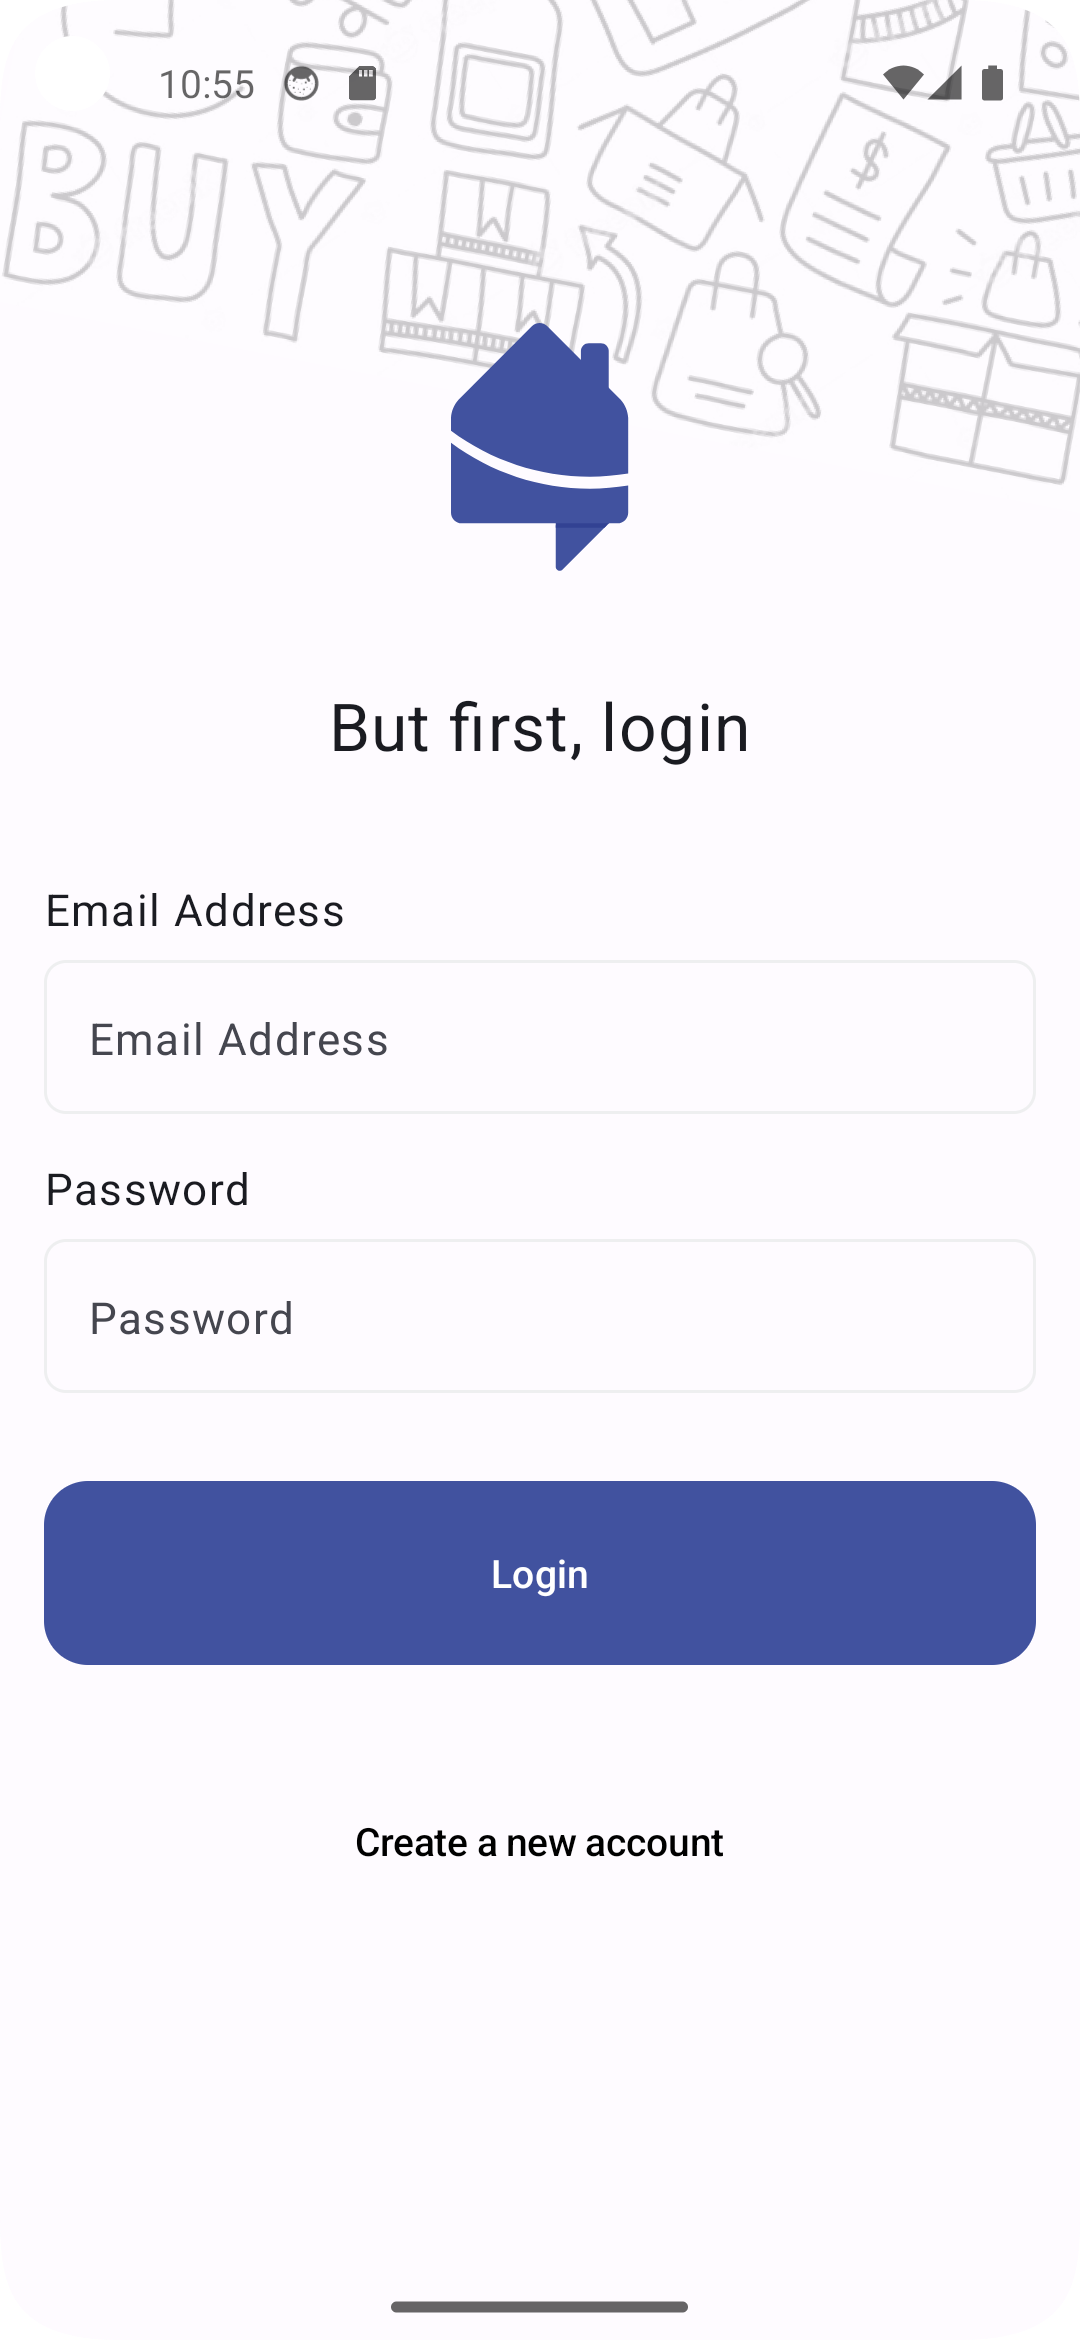 10:55
BUY
$
But first, login
Email Address
Email Address
Password
Password
Login
Create a new account